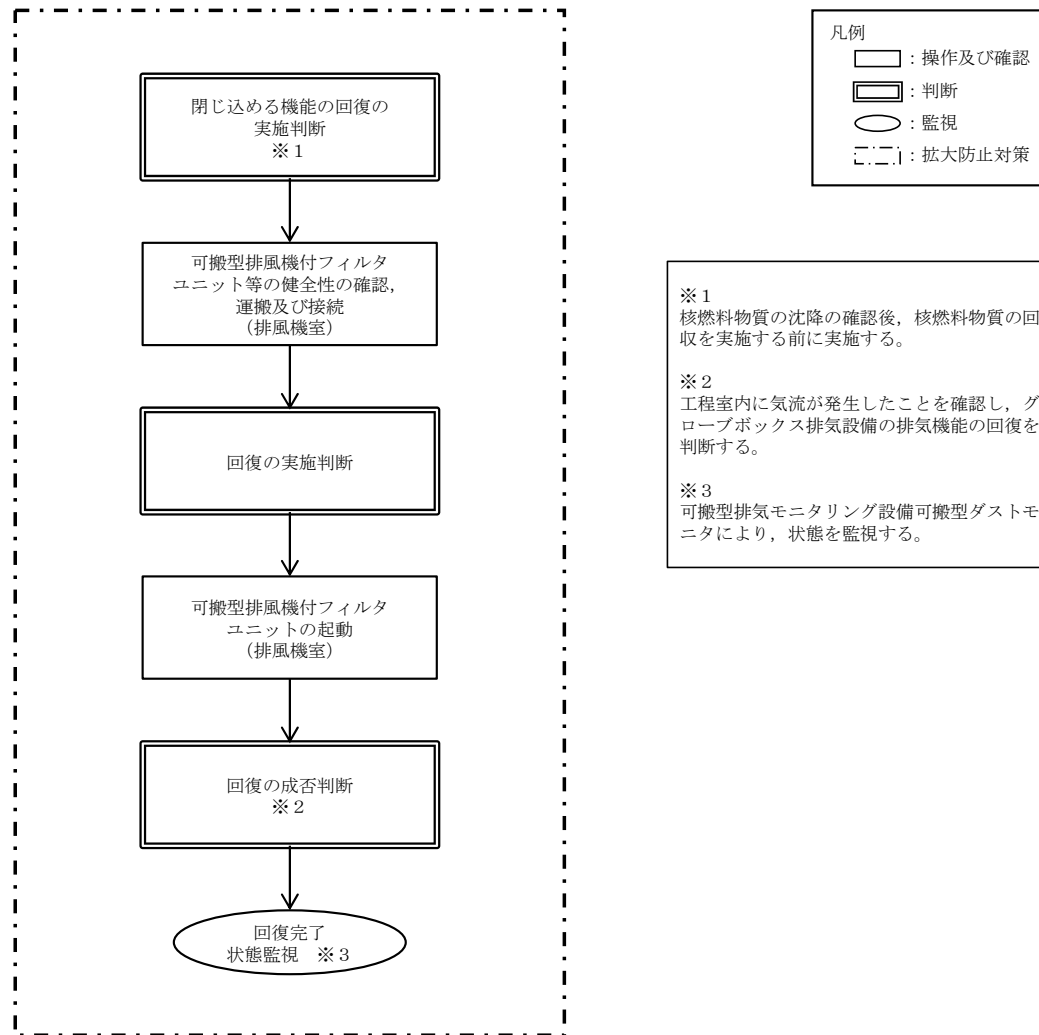 閉じ込める機能の回復の
実施判断
※１
可搬型排風機付フィルタ
ユニット等の健全性の確認，
運搬及び接続
（排風機室）
回復の実施判断
可搬型排風機付フィルタ
ユニットの起動
（排風機室）
回復の成否判断
※２
回復完了
状態監視　※３
凡例
：操作及び確認
：判断
：監視
：拡大防止対策
※１
核燃料物質の沈降の確認後，核燃料物質の回
収を実施する前に実施する。
※２
工程室内に気流が発生したことを確認し，グ
ローブボックス排気設備の排気機能の回復を
判断する。
※３
可搬型排気モニタリング設備可搬型ダストモ
ニタにより，状態を監視する。